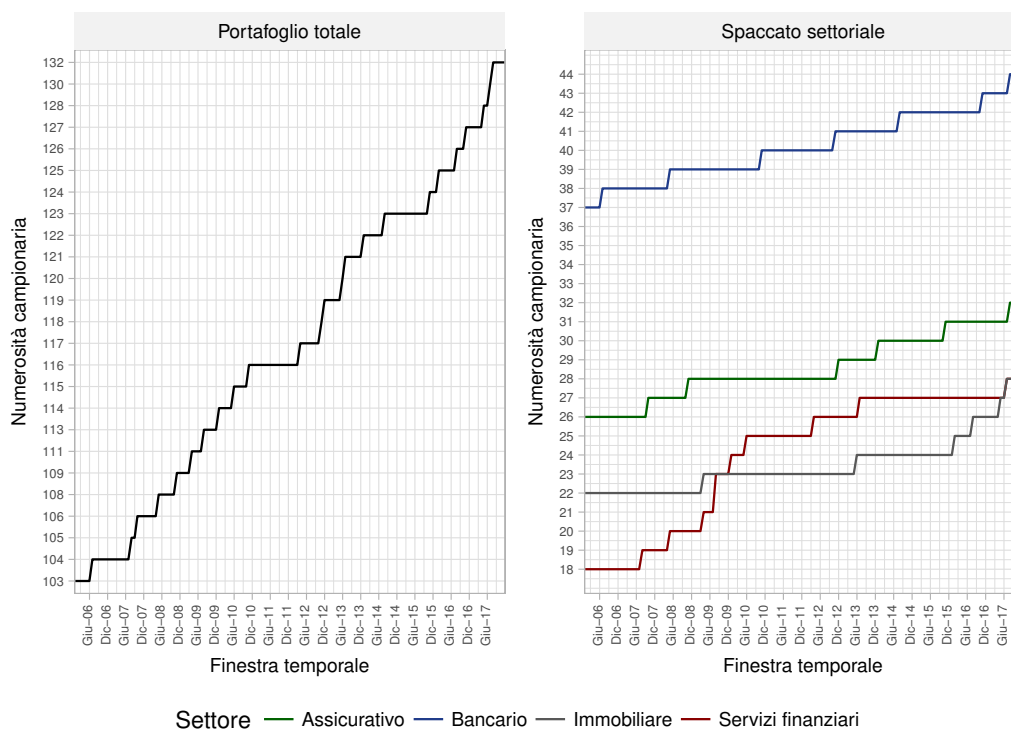 Portafoglio totale
Spaccato settoriale
Numerosità campionaria
132
130
128
127
126
125
124
123
122
121
120
119
118
117
116
115
114
113
111
109
108
106
105
104
103
Giu–06
Dic–06
Giu–07
Dic–07
Giu–08
Dic–08
Giu–09
Dic–09
Giu–10
Dic–10
Giu–11
Dic–11
Giu–12
Dic–12
Giu–13
Dic–13
Giu–14
Dic–14
Giu–15
Dic–15
Giu–16
Dic–16
Giu–17
Finestra temporale
Numerosità campionaria
44
43
42
41
40
39
38
37
36
35
34
33
32
31
30
29
28
27
26
25
24
23
22
21
20
19
18
Giu–06
Dic–06
Giu–07
Dic–07
Giu–08
Dic–08
Giu–09
Dic–09
Giu–10
Dic–10
Giu–11
Dic–11
Giu–12
Dic–12
Giu–13
Dic–13
Giu–14
Dic–14
Giu–15
Dic–15
Giu–16
Dic–16
Giu–17
Finestra temporale
Settore Assicurativo Bancario Immobiliare Servizi finanziari